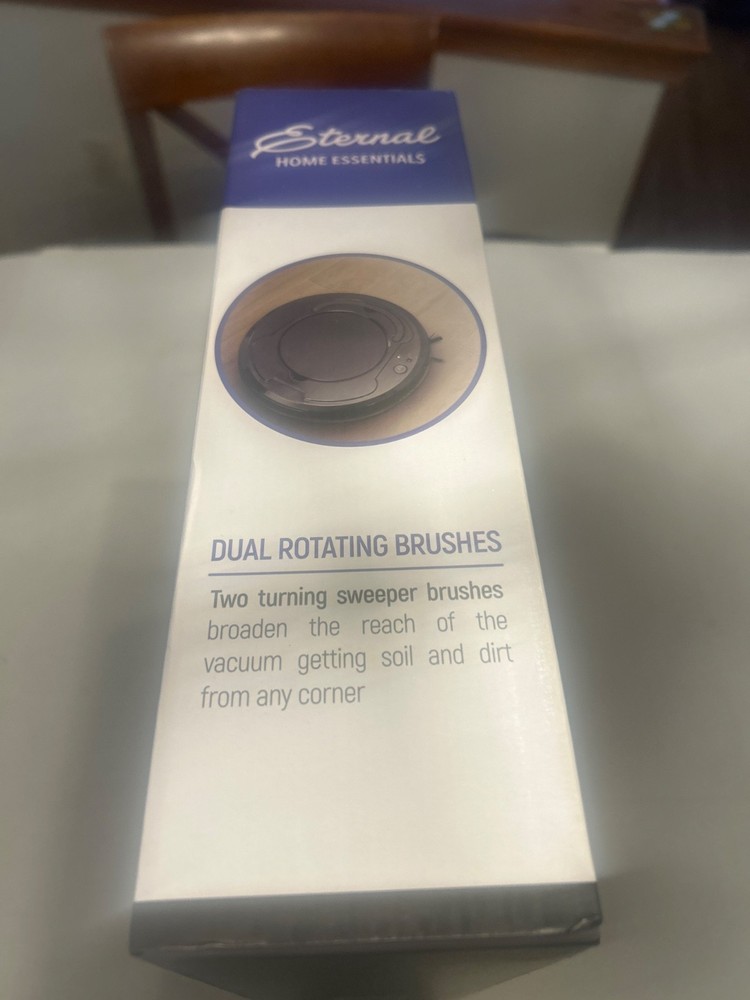 Eternal
HOME ESSENTIALS
DUAL ROTATING BRUSHES
Two turning sweeper brushes
broaden the reach of the
vacuum getting soil and dirt
from any corner